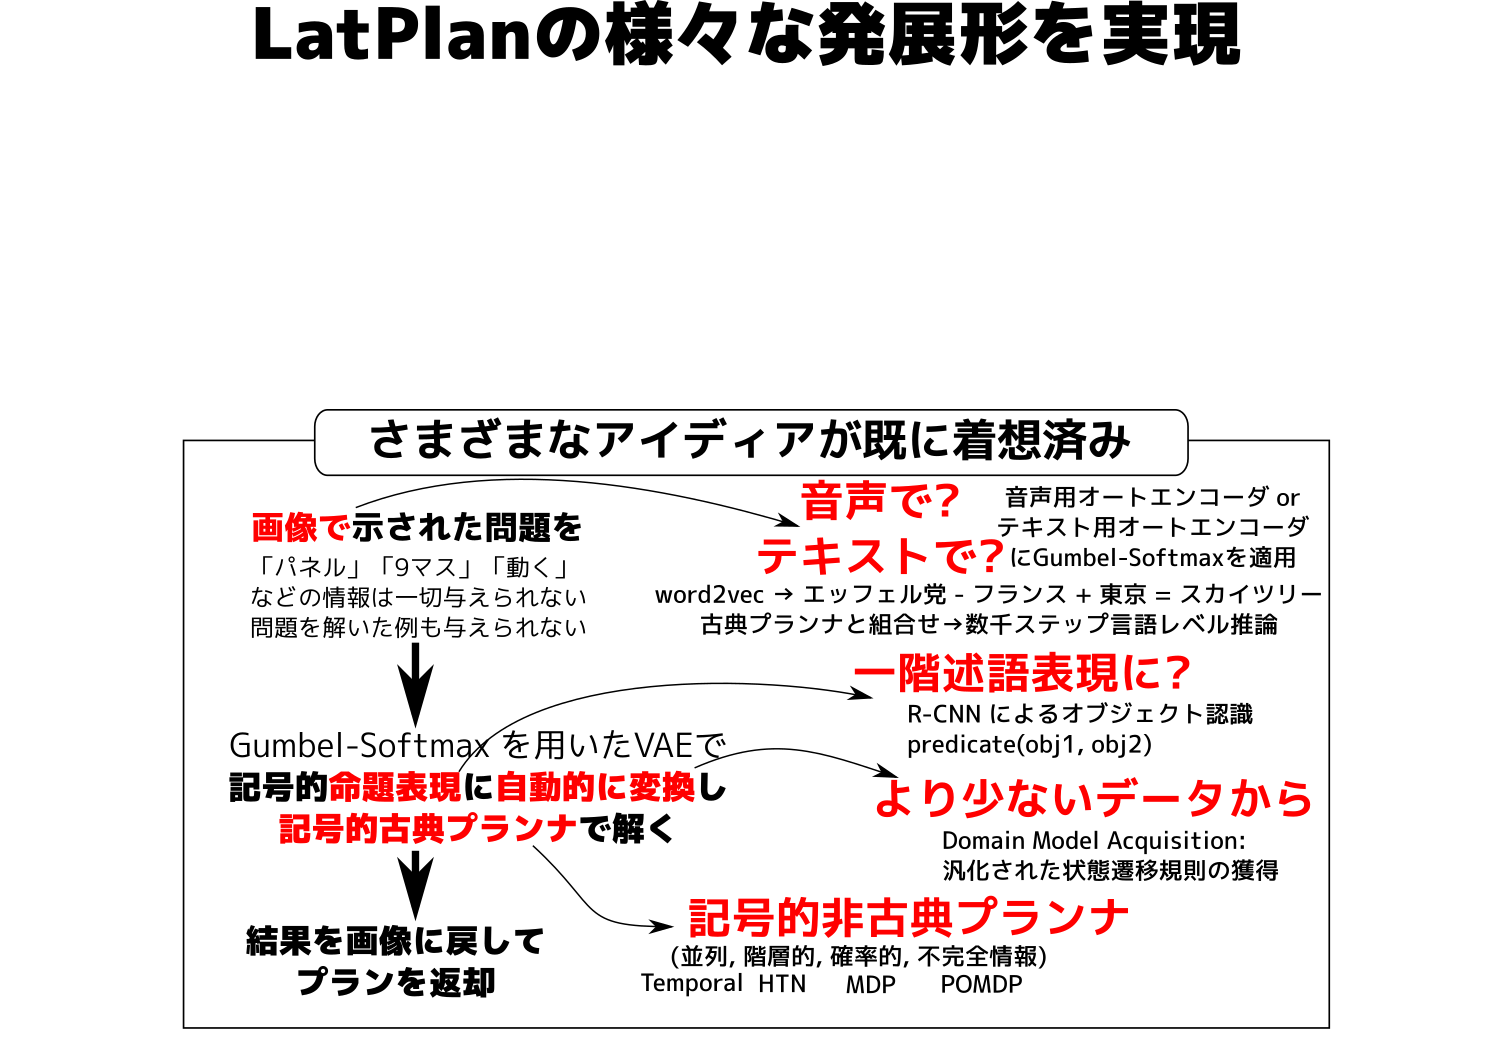 LatPlanの様々な発展形を実現
さまざまなアイディアが既に着想済み
画像で示された問題を
「パネル」「9マス」「動く」
などの情報は一切与えられない
問題を解いた例も与えられない
Gumbel-Softmax を用いたVAEで
記号的命題表現に自動的に変換し
記号的古典プランナで解く
結果を画像に戻して
プランを返却
音声で?
テキストで?
音声用オートエンコーダ or
テキスト用オートエンコーダ
にGumbel-Softmaxを適用
word2vec → エッフェル党 - フランス + 東京 = スカイツリー
古典プランナと組合せ→数千ステップ言語レベル推論
一階述語表現に?
R-CNN によるオブジェクト認識
predicate(obj1, obj2)
より少ないデータから
Domain Model Acquisition:
汎化された状態遷移規則の獲得
記号的非古典プランナ
(並列, 階層的, 確率的, 不完全情報)
Temporal HTN MDP POMDP